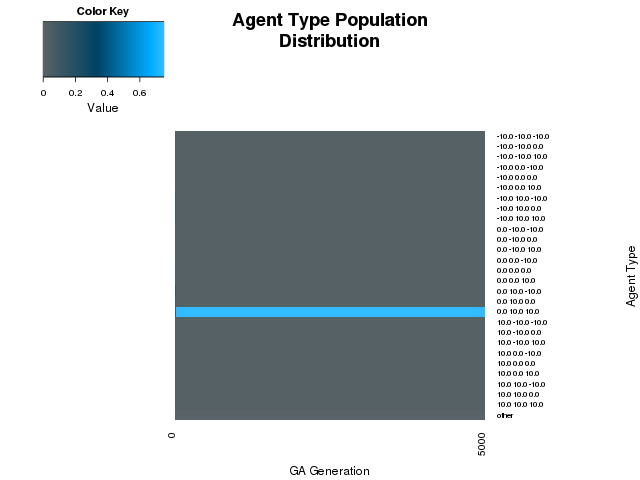 Color Key
0 0.2 0.4 0.6
Value
Agent Type Population
Distribution
-10.0 -10.0 -10.0
-10.0 -10.0 0.0
-10.0 -10.0 10.0
-10.0 0.0 -10.0
-10.0 0.0 0.0
-10.0 0.0 10.0
-10.0 10.0 -10.0
-10.0 10.0 0.0
-10.0 10.0 10.0
0.0 -10.0 -10.0
0.0 -10.0 0.0
0.0 -10.0 10.0
0.0 0.0 -10.0
0.0 0.0 0.0
0.0 0.0 10.0
0.0 10.0 -10.0
0.0 10.0 0.0
0.0 10.0 10.0
10.0 -10.0 -10.0
10.0 -10.0 0.0
10.0 -10.0 10.0
10.0 0.0 -10.0
10.0 0.0 0.0
10.0 0.0 10.0
10.0 10.0 -10.0
10.0 10.0 0.0
10.0 10.0 10.0
other
Agent Type
0 5000
GA Generation